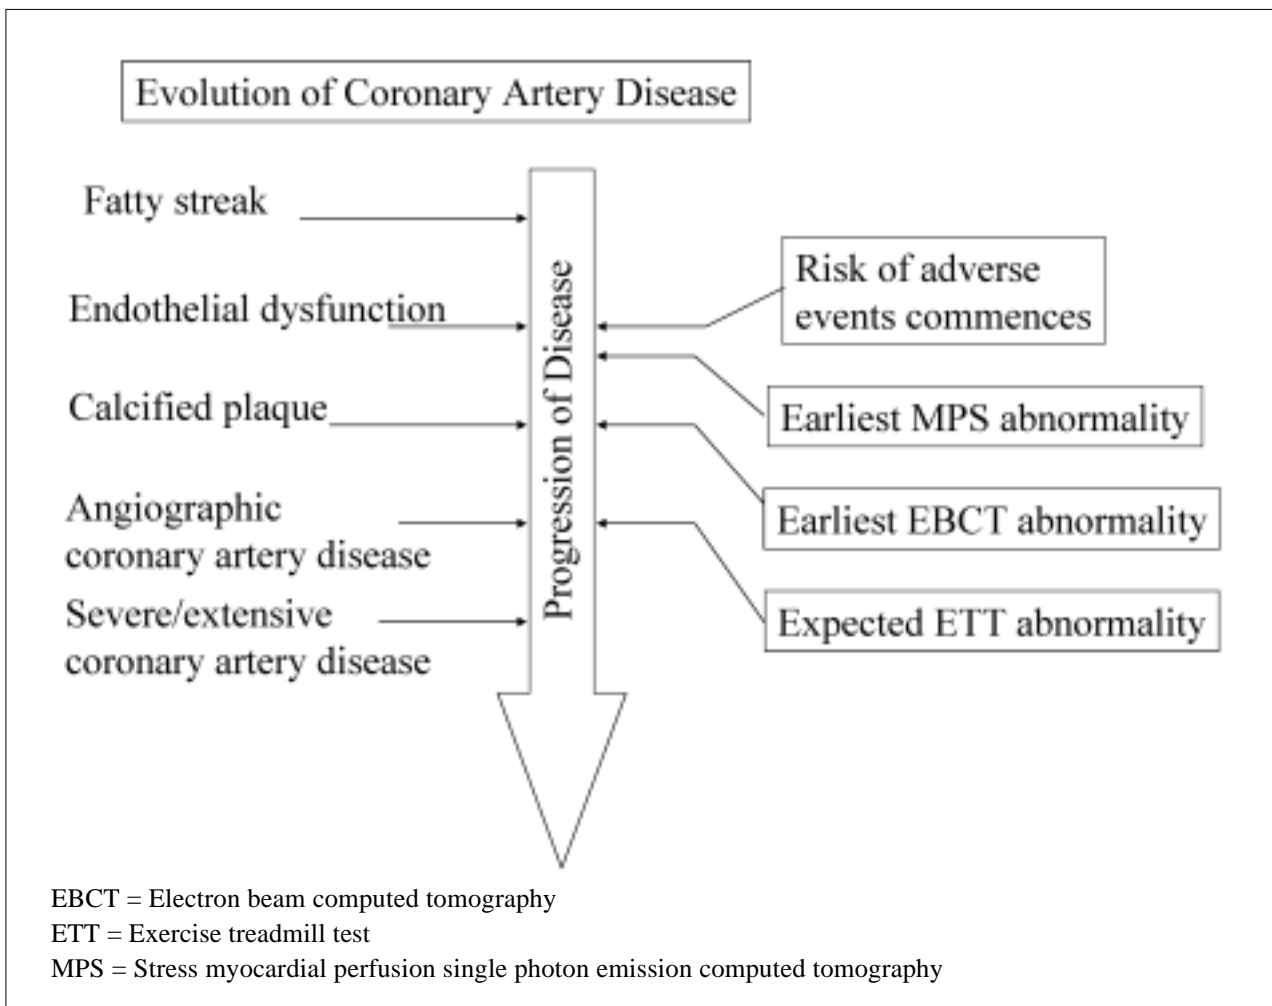 Evolution of Coronary Artery Disease
Fatty streak
Endothelial dysfunction
Calcified plaque
Angiographic
coronary artery disease
Severe/extensive
coronary artery disease
Progression of Disease
Risk of adverse
events commences
Earliest MPS abnormality
Earliest EBCT abnormality
Expected ETT abnormality
EBCT = Electron beam computed tomography
ETT = Exercise treadmill test
MPS = Stress myocardial perfusion single photon emission computed tomography